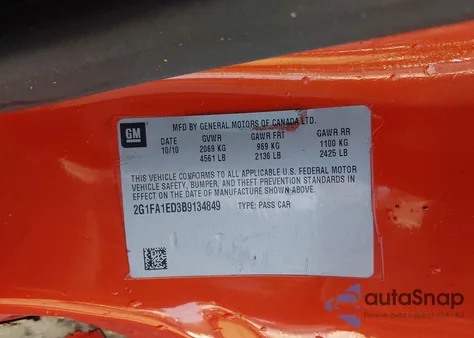 GM
MFD BY GENERAL MOTORS OF CANADA LTD.
DATE GVWR GAWR FRT GAWR RR
10/10 2069 KG 969 KG 1100 KG
4561 LB 2136 LB 2425 LB
THIS VEHICLE CONFORMS TO ALL APPLICABLE U.S. FEDERAL MOTOR
VEHICLE SAFETY, BUMPER, AND THEFT PREVENTION STANDARDS IN
EFFECT ON THE DATE OF MANUFACTURE SHOWN ABOVE.
2G1FA1ED3B9134849 TYPE: PASS CAR
autoSnap